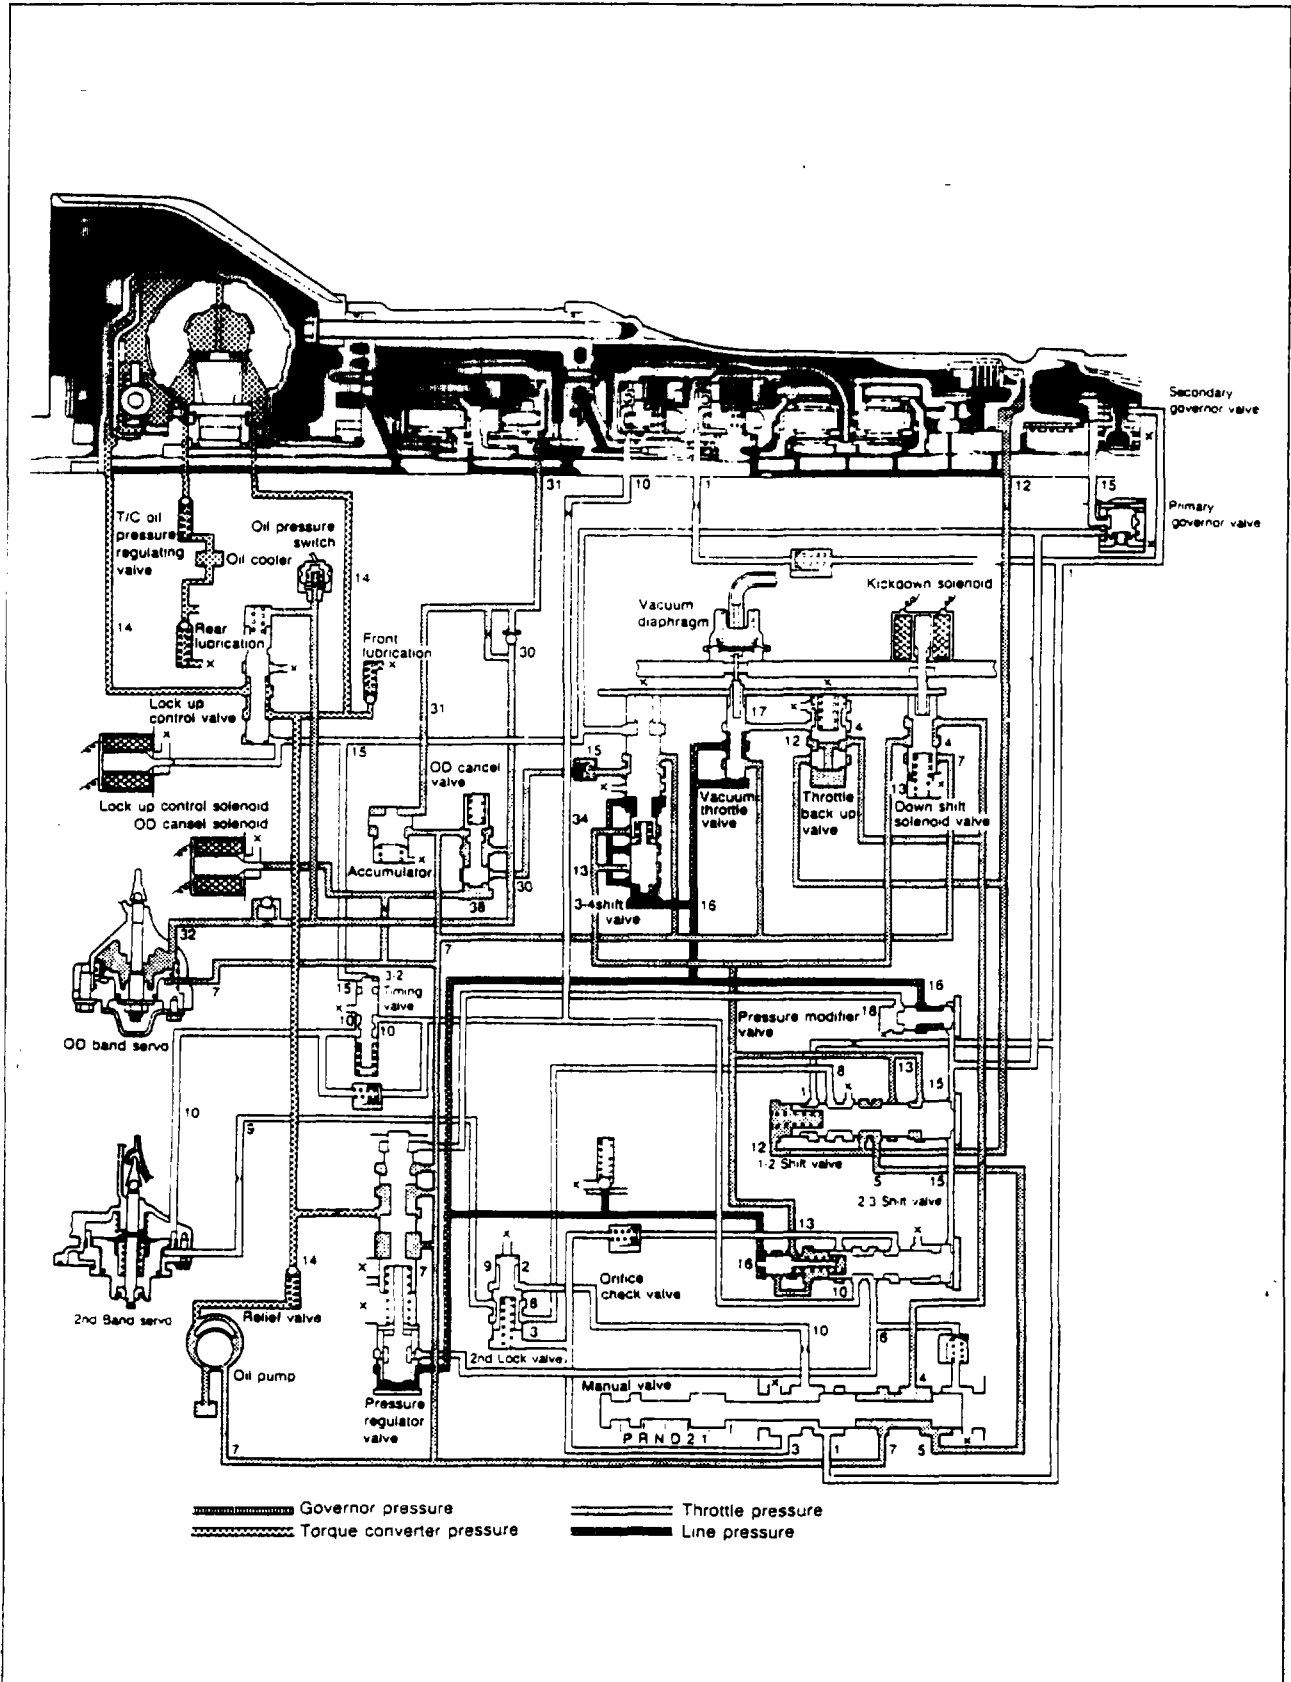 Secondary
governor valve
31
10
1
12
15
T/C oil
pressure
regulating
valve
Oil pressure
switch
Oil cooler
Primary
governor valve
14
1
Kickdown solenoid
Vacuum
diaphragm
14
Rear
lubrication
Front
lubrication
30
Lock up
control valve
31
17
4
4
15
12
15
7
OD cancel
valve
13
Lock up control solenoid
Vacuum
throttle
valve
Throttle
back up
valve
Down shift
solenoid valve
OD cansel solenoid
34
Accumulator
13
30
38
3-4 shift
valve
16
32
7
7
3-2
Timing
valve
15
16
10
10
Pressure modifier
valve
18
OD band servo
8
13
15
1
10
9
12
1-2 Shift valve
5
15
2-3 Shift valve
13
14
7
9
2
16
10
Orifice
check valve
8
3
10
6
2nd Band servo
Relief valve
2nd Lock valve
Oil pump
Manual valve
4
Pressure
regulator
valve
P R N D 2 1
7
3
1
7
5
Governor pressure
Throttle pressure
Torque converter pressure
Line pressure